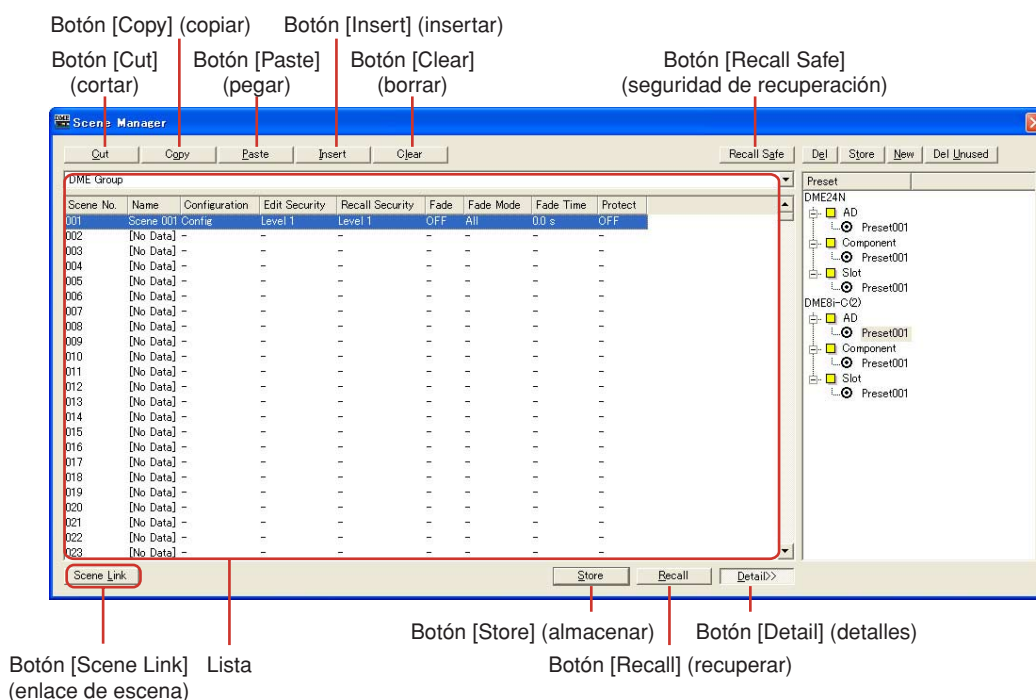 Botón [Copy] (copiar) Botón [Insert] (insertar)
Botón [Cut] (cortar) Botón [Paste] (pegar) Botón [Clear] (borrar) Botón [Recall Safe] (seguridad de recuperación)
Scene Manager
Cut Copy Paste Insert Clear Recall Safe Del Store New Del Unused
DME Group
Scene No. Name Configuration Edit Security Recall Security Fade Fade Mode Fade Time Protect
001 Scene 001 Config Level 1 Level 1 OFF All 0.0 s OFF
002 [No Data] - - - - - - -
003 [No Data] - - - - - - -
004 [No Data] - - - - - - -
005 [No Data] - - - - - - -
006 [No Data] - - - - - - -
007 [No Data] - - - - - - -
008 [No Data] - - - - - - -
009 [No Data] - - - - - - -
010 [No Data] - - - - - - -
011 [No Data] - - - - - - -
012 [No Data] - - - - - - -
013 [No Data] - - - - - - -
014 [No Data] - - - - - - -
015 [No Data] - - - - - - -
016 [No Data] - - - - - - -
017 [No Data] - - - - - - -
018 [No Data] - - - - - - -
019 [No Data] - - - - - - -
020 [No Data] - - - - - - -
021 [No Data] - - - - - - -
022 [No Data] - - - - - - -
023 [No Data] - - - - - - -
Preset
DME24N
AD
Preset001
Component
Preset001
Slot
Preset001
DME8i-C(2)
AD
Preset001
Component
Preset001
Slot
Preset001
Scene Link Store Recall Detail>>
Botón [Store] (almacenar) Botón [Detail] (detalles)
Botón [Scene Link] (enlace de escena) Lista Botón [Recall] (recuperar)